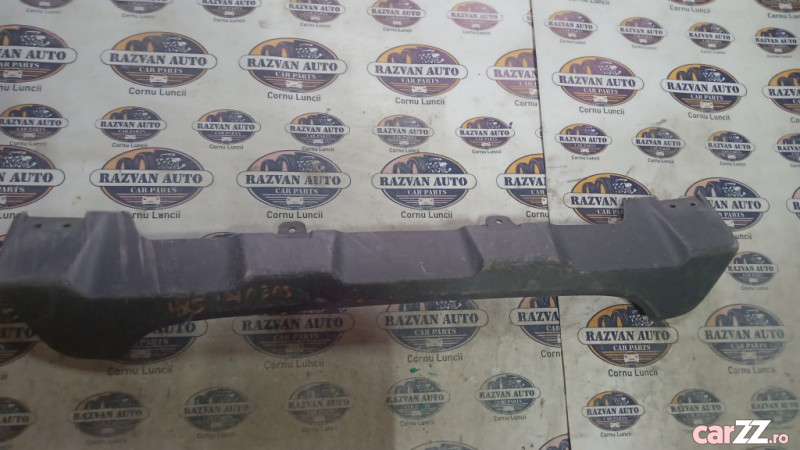 RAZVAN AUTO
CAR PARTS
Cornu Luncii
carZZ.ro